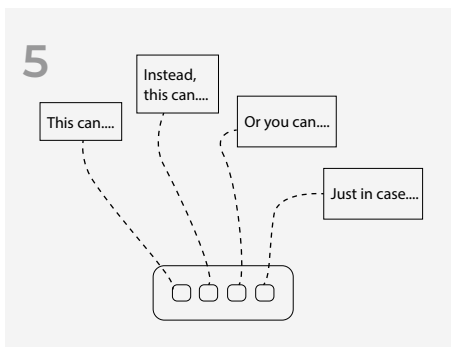 5
Instead,
this can....
This can....
Or you can....
Just in case....